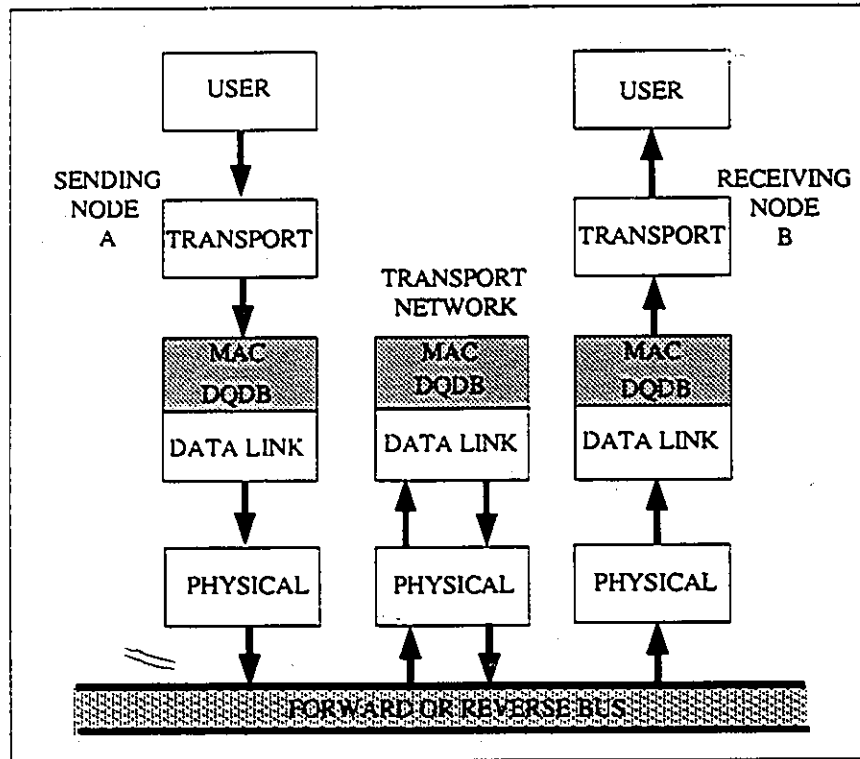 USER
USER
SENDING
NODE
A
RECEIVING
NODE
B
TRANSPORT
TRANSPORT
TRANSPORT
NETWORK
MAC
DQDB
MAC
DQDB
MAC
DQDB
DATA LINK
DATA LINK
DATA LINK
PHYSICAL
PHYSICAL
PHYSICAL
FORWARD OR REVERSE BUS